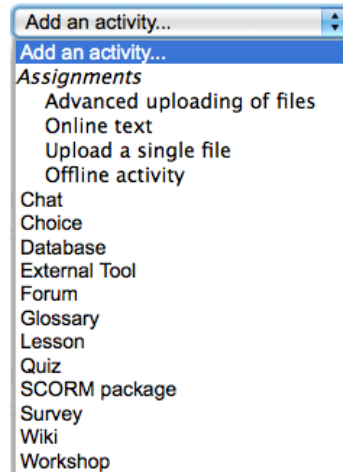 Add an activity...
Add an activity...
Assignments
Advanced uploading of files
Online text
Upload a single file
Offline activity
Chat
Choice
Database
External Tool
Forum
Glossary
Lesson
Quiz
SCORM package
Survey
Wiki
Workshop